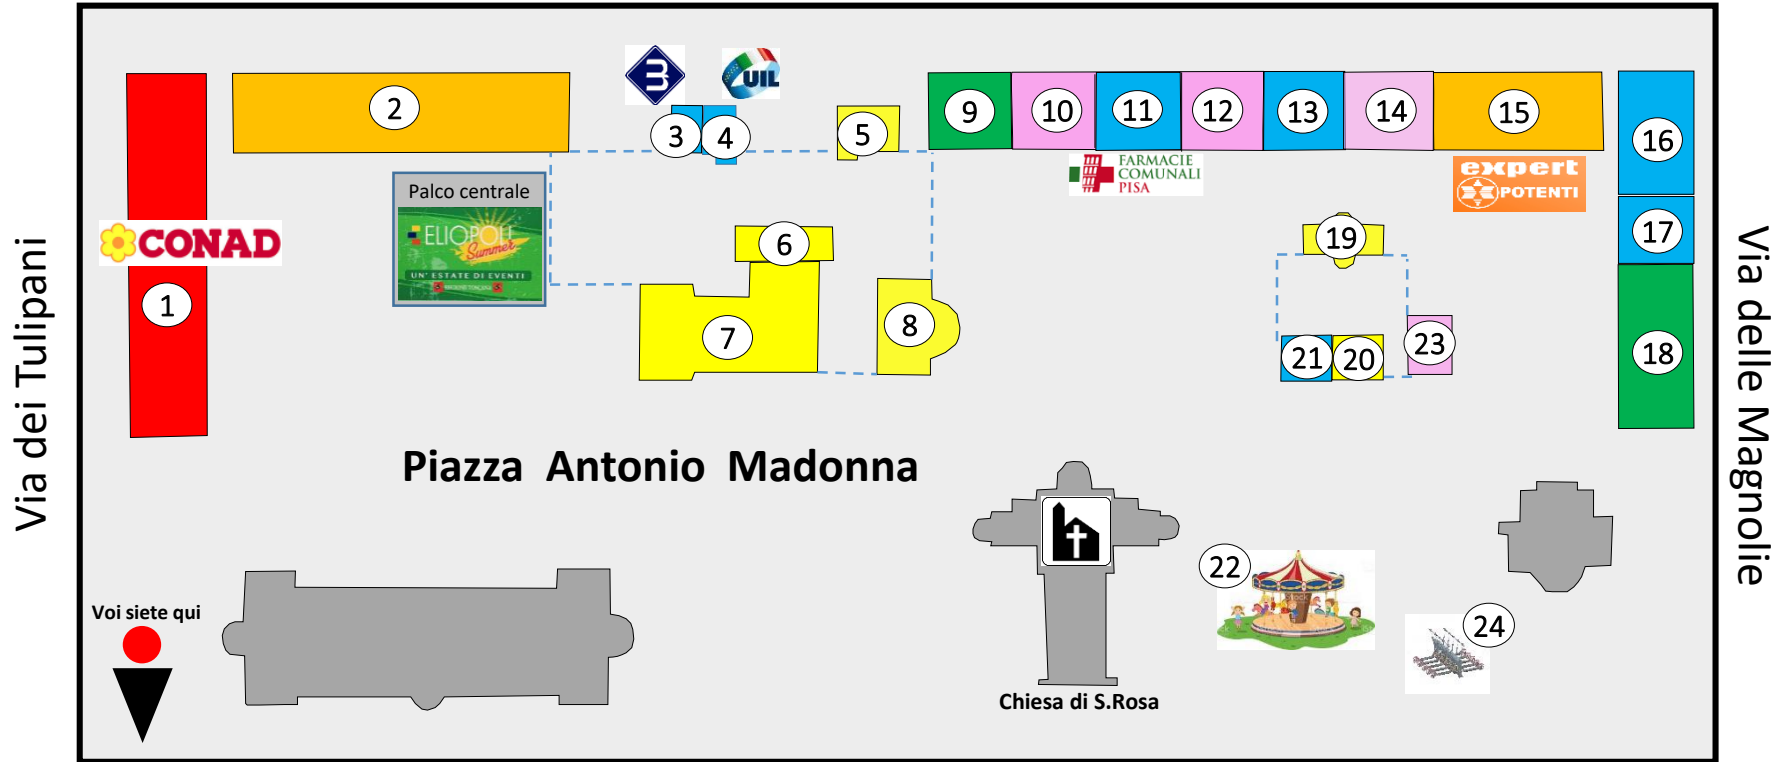 UIL
2
3
4
5
9
10
11
12
13
14
15
16
FARMACIE
COMUNALI
PISA
expert
POTENTI
Palco centrale
ELIOPOLI
Summer
UN' ESTATE DI EVENTI
CONAD
1
6
7
8
19
17
18
21
20
23
Via dei Tulipani
Via delle Magnolie
Piazza Antonio Madonna
22
24
Voi siete qui
Chiesa di S.Rosa